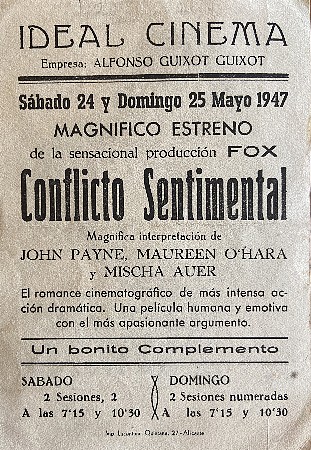 IDEAL CINEMA
Empresa: ALFONSO GUIXOT GUIXOT
Sábado 24 y Domingo 25 Mayo 1947
MAGNIFICO ESTRENO
de la sensacional producción FOX
Conflicto Sentimental
Magnífica interpretación de
JOHN PAYNE, MAUREEN O'HARA
y MISCHA AUER
El romance cinematográfico de más intensa ac-
ción dramática. Una película humana y emotiva
con el más apasionante argumento.
Un bonito Complemento
SABADO
2 Sesiones, 2
A las 7'15 y 10'30
DOMINGO
2 Sesiones numeradas
A las 7'15 y 10'30
Quintana, 27-Alicante